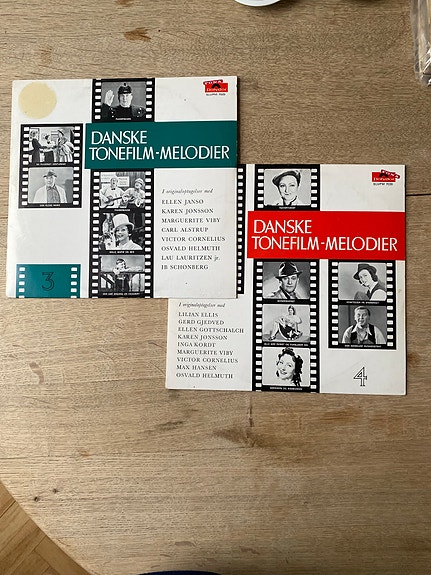 DANSKE
TONEFILM-MELODIER
I originaloptagelser med
ELLEN JANSØ
KAREN JONSSON
MARGUERITE VIBY
CARL ALSTRUP
VICTOR CORNELIUS
OSVALD HELMUTH
LAU LAURITZEN jr.
IB SCHØNBERG
3
DANSKE
TONEFILM-MELODIER
I originaloptagelser med
LILIAN ELLIS
GERD GJEDVED
ELLEN GOTTSCHALCH
KAREN JONSSON
INGA KORDT
MARGUERITE VIBY
VICTOR CORNELIUS
MAX HANSEN
OSVALD HELMUTH
4